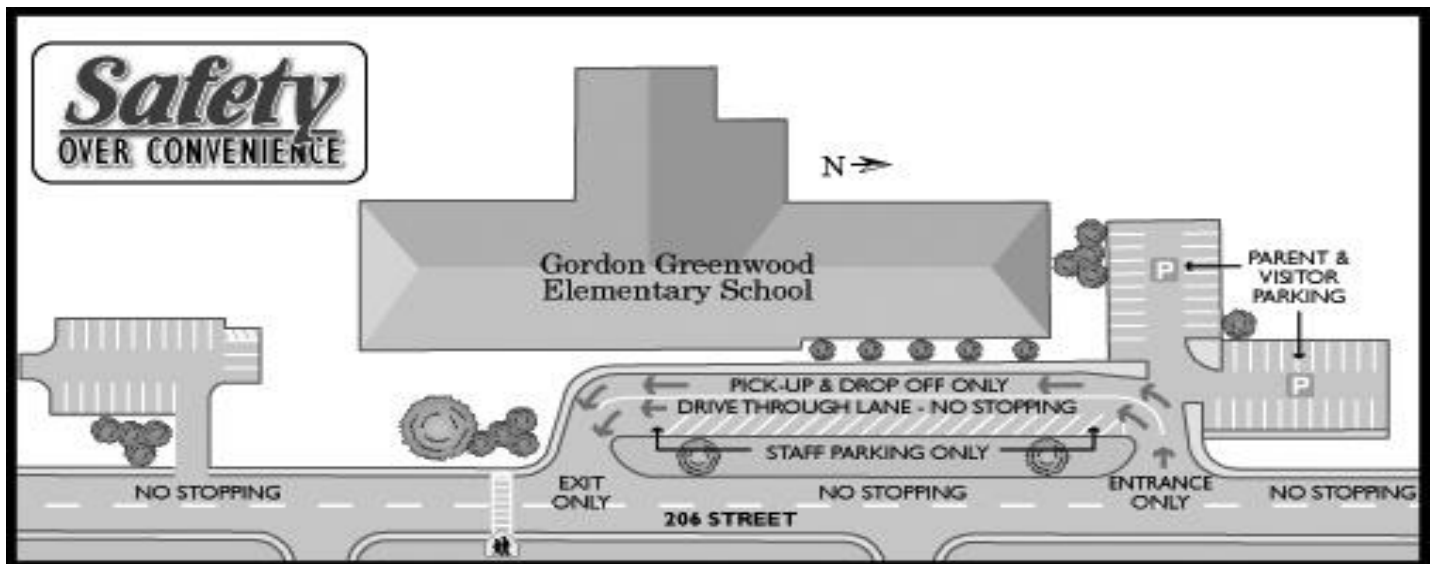 Safety
OVER CONVENIENCE
N
Gordon Greenwood
Elementary School
PARENT &
VISITOR
PARKING
P
P
PICK-UP & DROP OFF ONLY
DRIVE THROUGH LANE - NO STOPPING
STAFF PARKING ONLY
NO STOPPING
EXIT
ONLY
NO STOPPING
ENTRANCE
ONLY
NO STOPPING
206 STREET